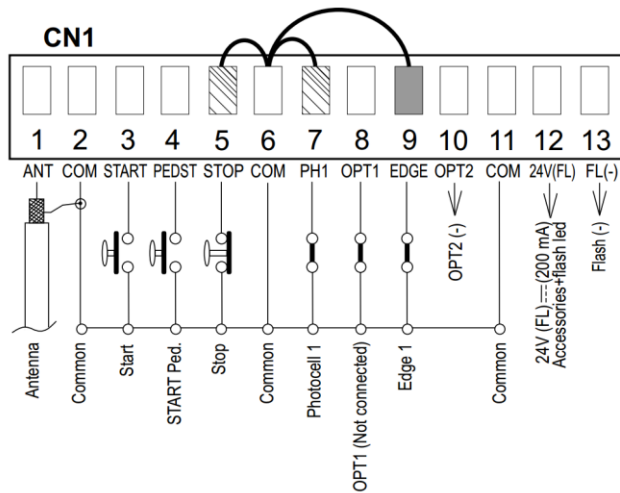 CN1
1 2 3 4 5 6 7 8 9 10 11 12 13
ANT COM START PEDST STOP COM PH1 OPT1 EDGE OPT2 COM 24V(FL) FL(-)
OPT2 (-)
24V (FL) ⎓ (200 mA)
Accessories+flash led
Flash (-)
Antenna
Common
Start
START Ped.
Stop
Common
Photocell 1
OPT1 (Not connected)
Edge 1
Common